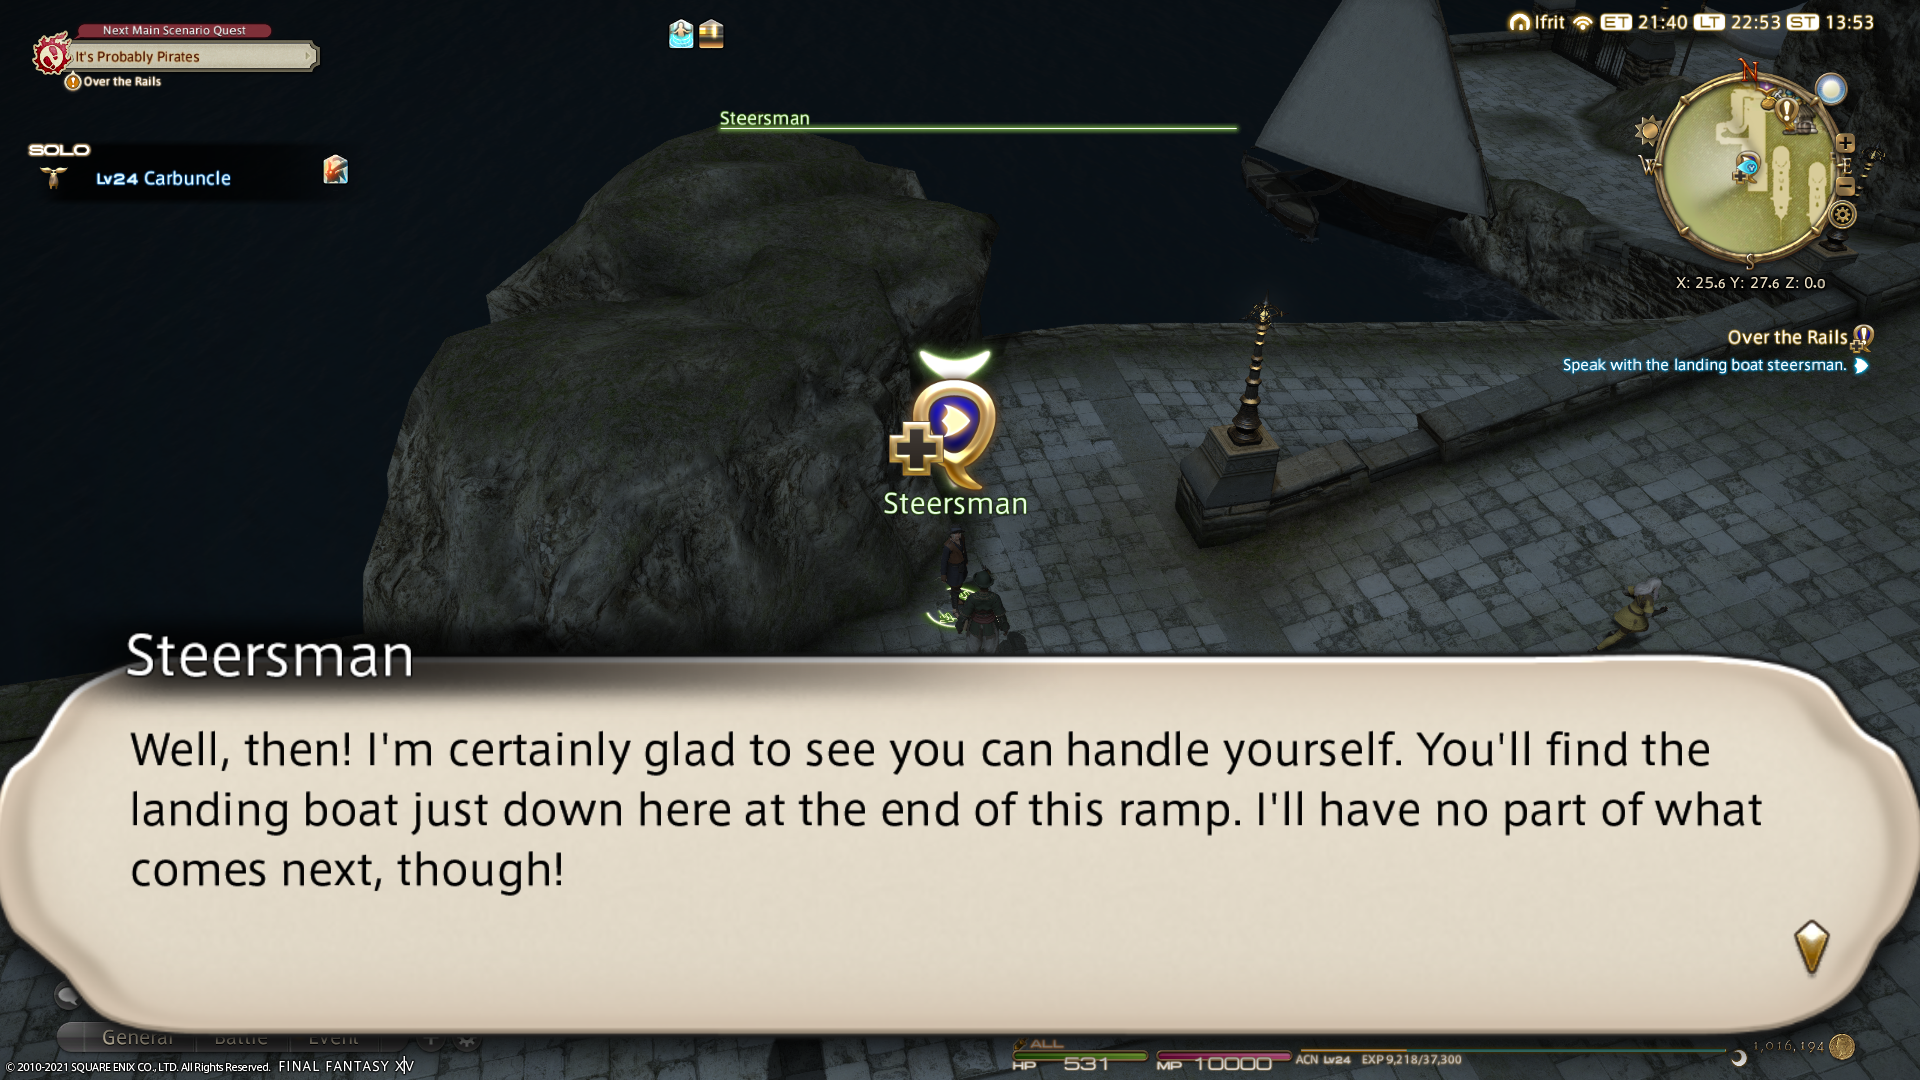 Next Main Scenario Quest
It's Probably Pirates
Over the Rails
SOLO
Lv24 Carbuncle
Steersman
Ifrit ET 21:40 LT 22:53 ST 13:53
N
W
E
S
X: 25.6 Y: 27.6 Z: 0.0
Over the Rails
Speak with the landing boat steersman.
Steersman
Steersman
Well, then! I'm certainly glad to see you can handle yourself. You'll find the
landing boat just down here at the end of this ramp. I'll have no part of what
comes next, though!
General Battle Event
ALL
HP 531 MP 10000 ACN Lv24 EXP 9,218/37,300
1,016,194
© 2010-2021 SQUARE ENIX CO., LTD. All Rights Reserved. FINAL FANTASY XIV